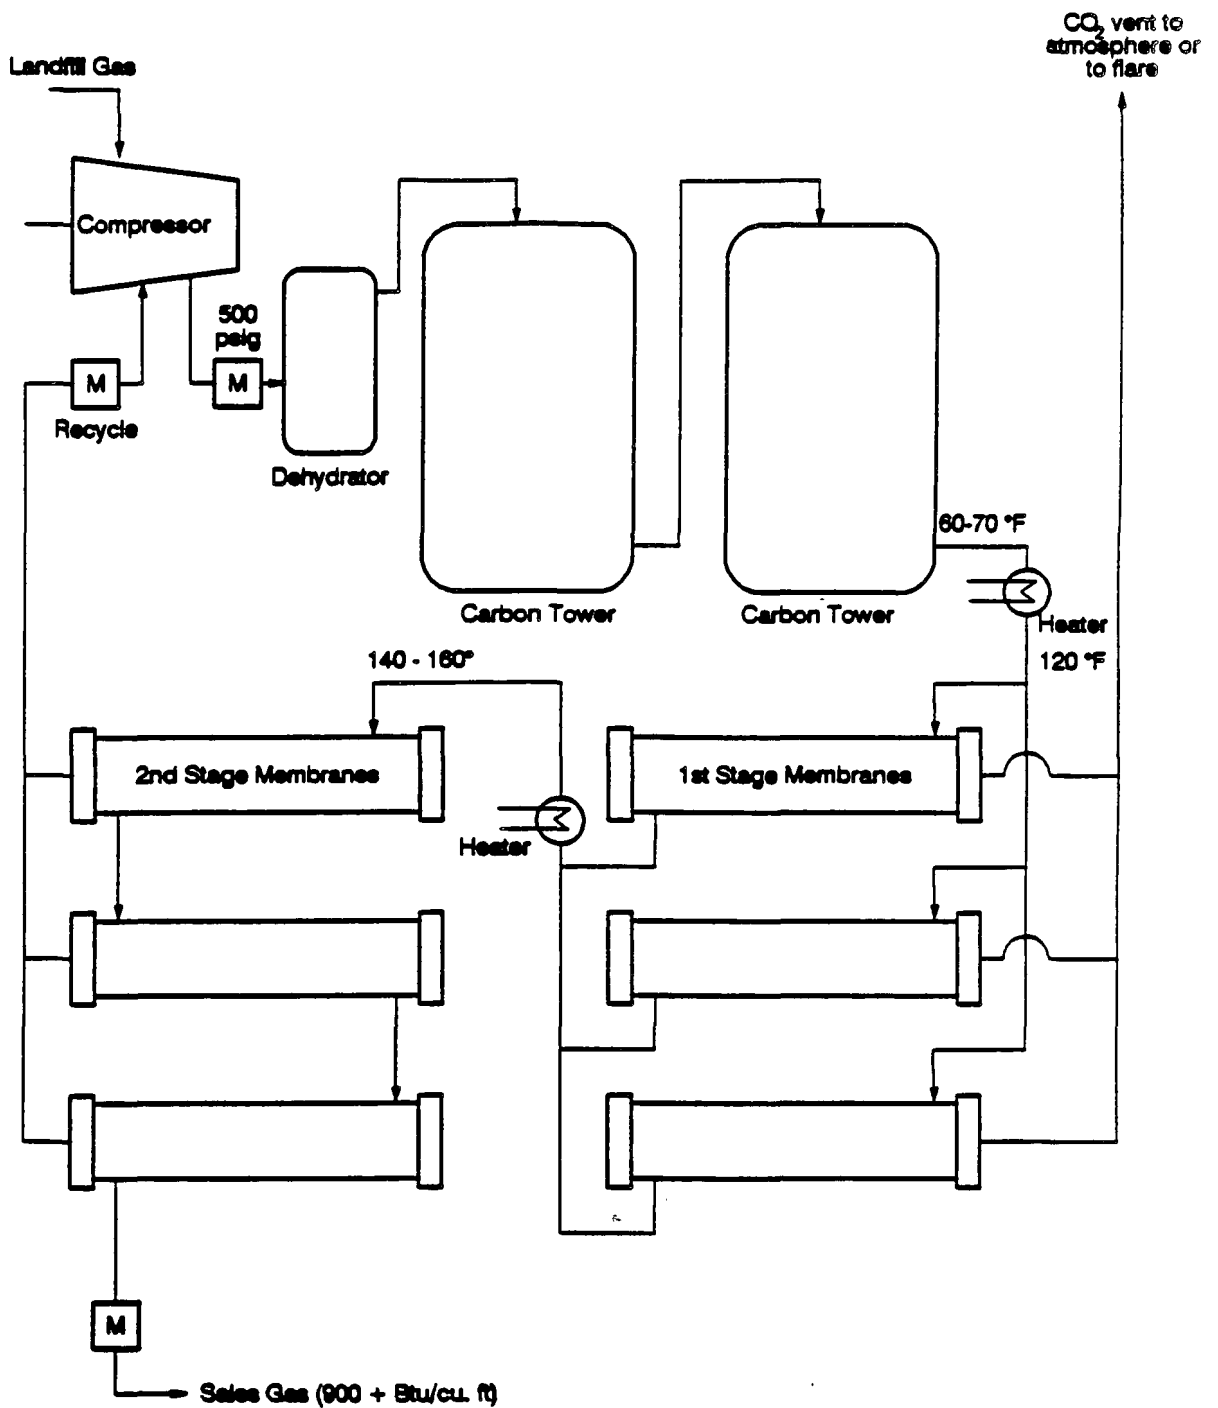 CO2 vent to
atmosphere or
to flare
Landfill Gas
Compressor
500
psig
M
M
Recycle
Dehydrator
60-70 °F
Carbon Tower
Carbon Tower
Heater
120 °F
140 - 160°
2nd Stage Membranes
1st Stage Membranes
Heater
M
Sales Gas (900 + Btu/cu. ft)